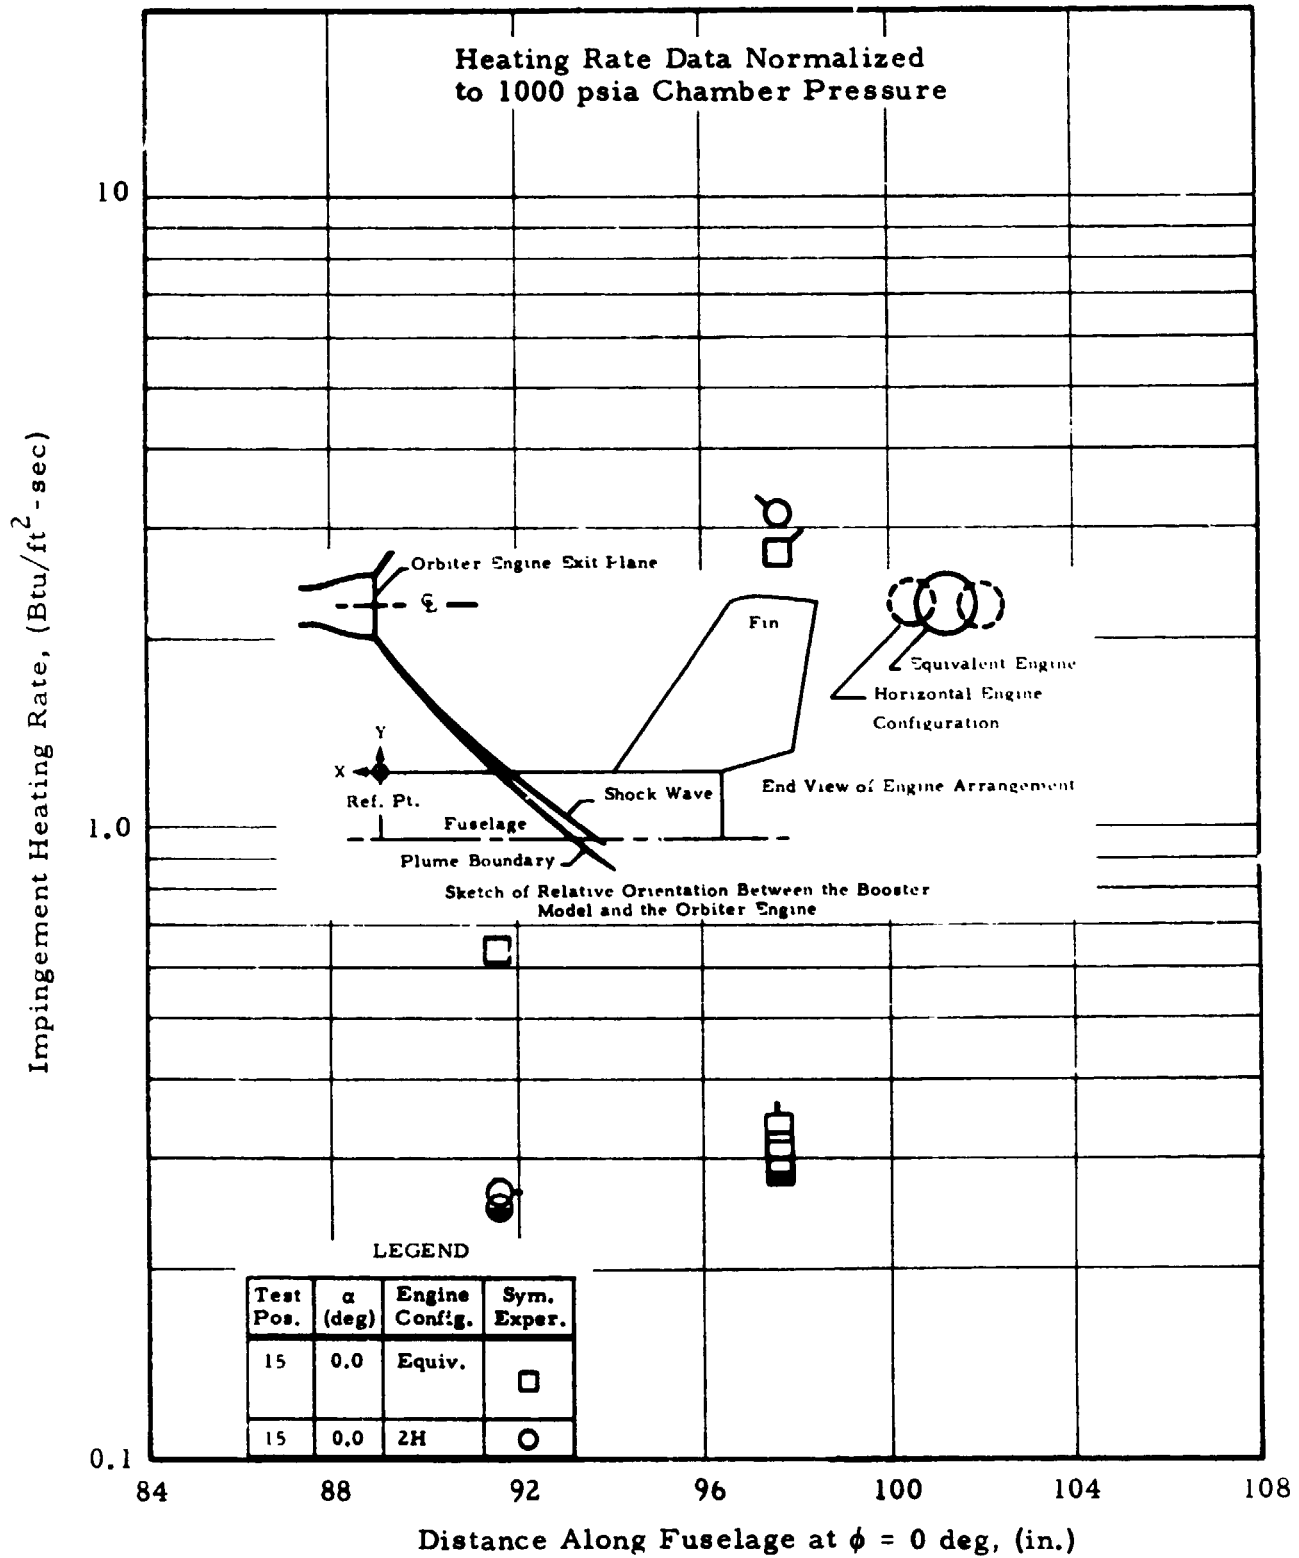 Heating Rate Data Normalized
to 1000 psia Chamber Pressure
10
Impingement Heating Rate, (Btu/ft²-sec)
Orbiter Engine Exit Plane
℄
Fin
Equivalent Engine
Horizontal Engine
Configuration
Y
X
Ref. Pt.
Shock Wave
End View of Engine Arrangement
1.0
Fuselage
Plume Boundary
Sketch of Relative Orientation Between the Booster
Model and the Orbiter Engine
LEGEND
Test Pos. α (deg) Engine Config. Sym. Exper.
15 0.0 Equiv.
15 0.0 2H
0.1
84 88 92 96 100 104 108
Distance Along Fuselage at ϕ = 0 deg, (in.)